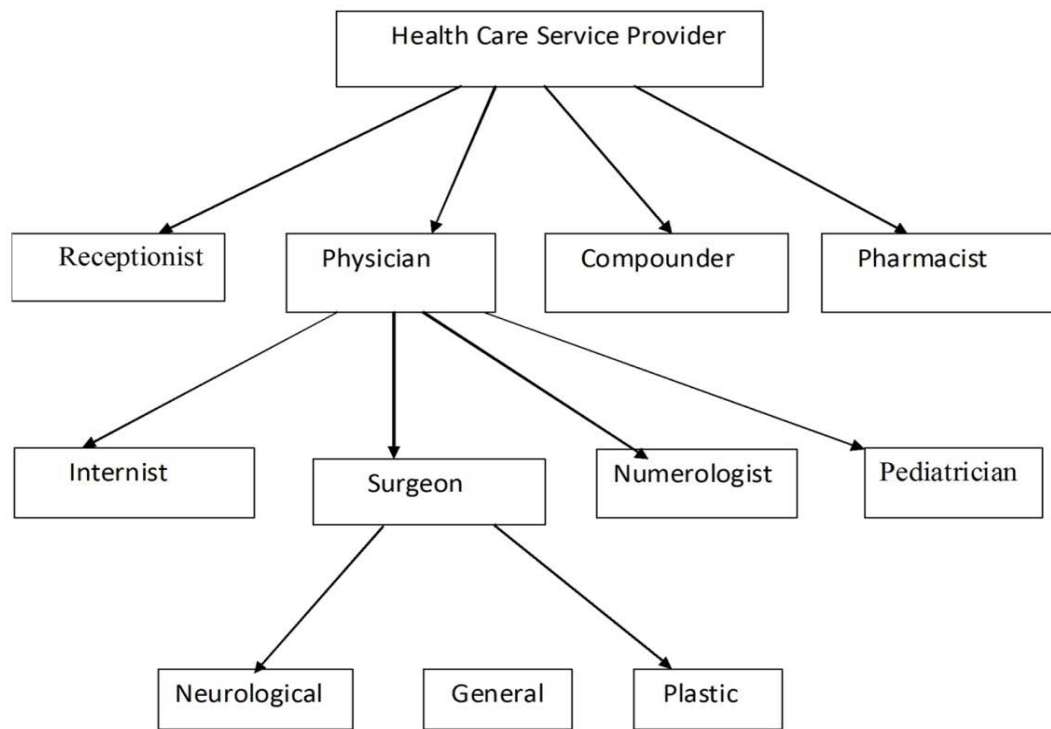 Health Care Service Provider
Receptionist
Physician
Compounder
Pharmacist
Internist
Surgeon
Numerologist
Pediatrician
Neurological
General
Plastic